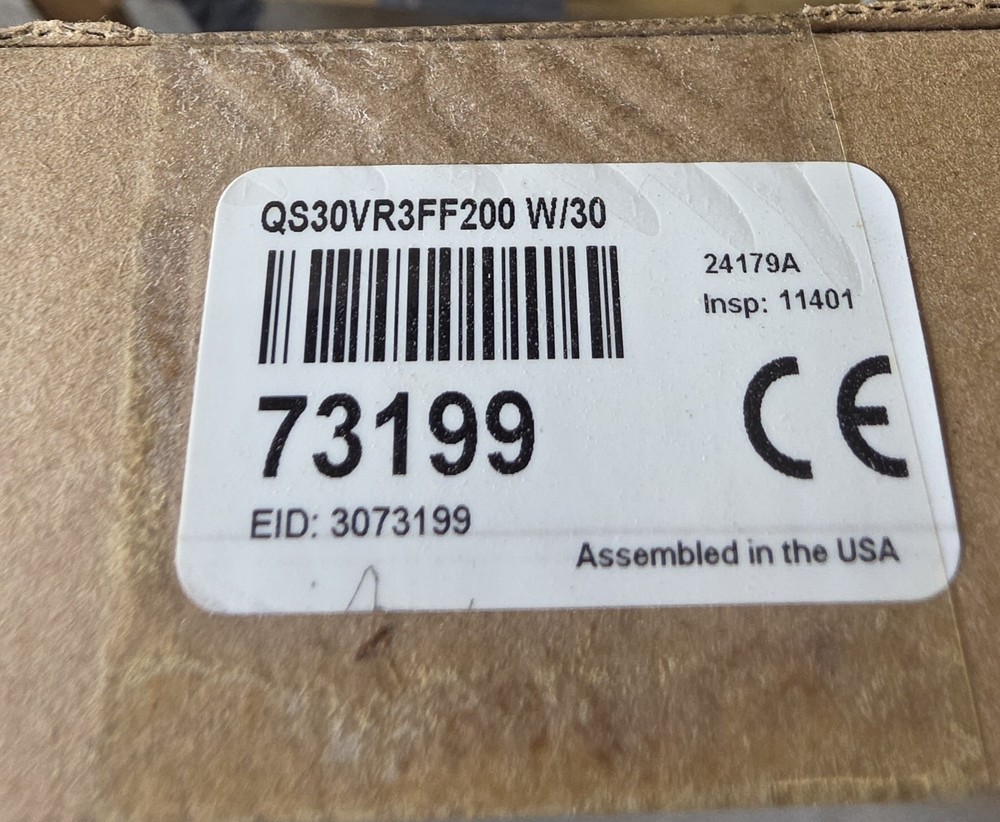 QS30VR3FF200 W/30
24179A
Insp: 11401
73199
CE
EID: 3073199
Assembled in the USA